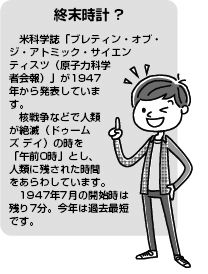 終末時計？
米科学誌「ブレティン・オブ・
ジ・アトミック・サイエン
ティスツ（原子力科学
者会報）」が1947
年から発表していま
す。
核戦争などで人類
が絶滅（ドゥーム
ズ デイ）の時を
「午前0時」とし、
人類に残された時間
をあらわしています。
1947年7月の開始時は
残り7分。今年は過去最短
です。